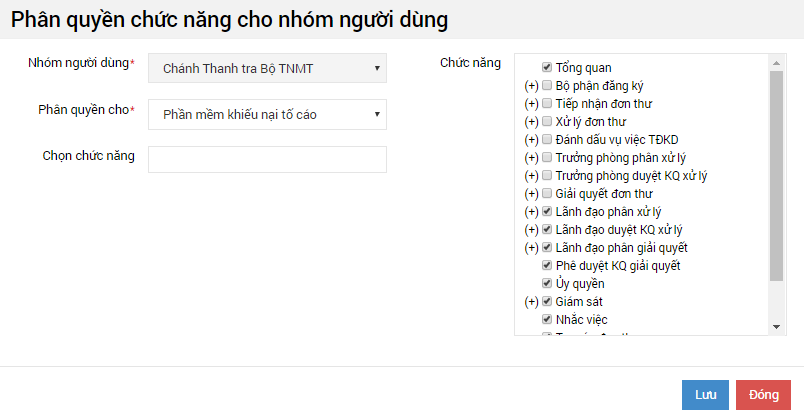 Phân quyền chức năng cho nhóm người dùng
Nhóm người dùng*
Chánh Thanh tra Bộ TNMT
Phân quyền cho*
Phần mềm khiếu nại tố cáo
Chọn chức năng
Chức năng
Tổng quan
(+) Bộ phận đăng ký
(+) Tiếp nhận đơn thư
(+) Xử lý đơn thư
(+) Đánh dấu vụ việc TĐKD
(+) Trưởng phòng phân xử lý
(+) Trưởng phòng duyệt KQ xử lý
(+) Giải quyết đơn thư
(+) Lãnh đạo phân xử lý
(+) Lãnh đạo duyệt KQ xử lý
(+) Lãnh đạo phân giải quyết
Phê duyệt KQ giải quyết
Ủy quyền
(+) Giám sát
Nhắc việc
Lưu
Đóng